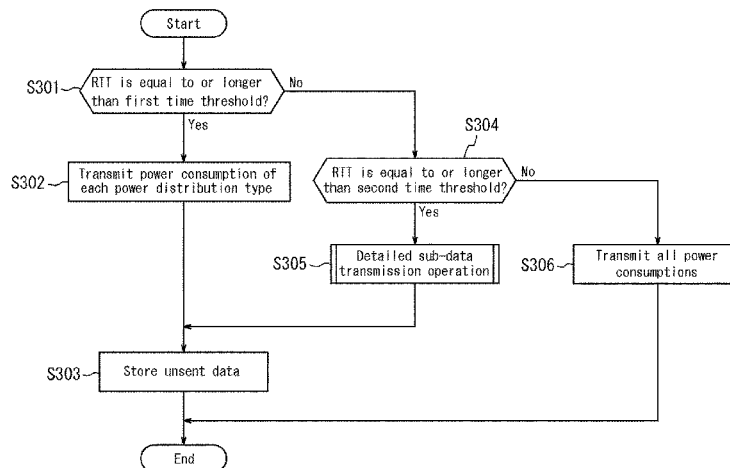 Start
S301
RTT is equal to or longer
than first time threshold?
No
Yes
S304
S302
Transmit power consumption of
each power distribution type
RTT is equal to or longer
than second time threshold?
No
Yes
S305
Detailed sub-data
transmission operation
S306
Transmit all power
consumptions
S303
Store unsent data
End